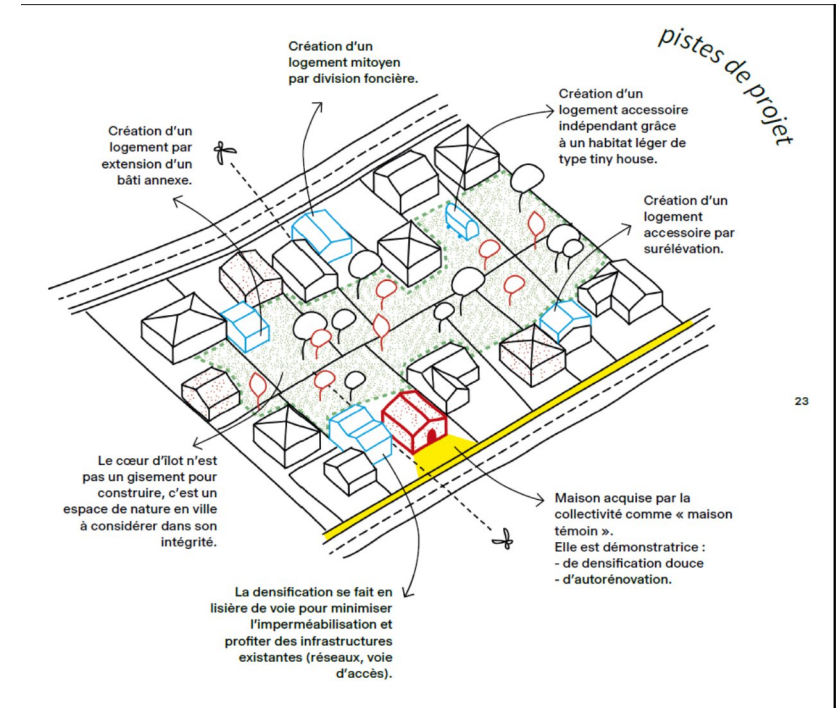 pistes de projet
Création d'un
logement mitoyen
par division foncière.
Création d'un
logement accessoire
indépendant grâce
à un habitat léger de
type tiny house.
Création d'un
logement par
extension d'un
bâti annexe.
Création d'un
logement
accessoire par
surélévation.
23
Le cœur d'îlot n'est
pas un gisement pour
construire, c'est un
espace de nature en ville
à considérer dans son
intégrité.
Maison acquise par la
collectivité comme « maison
témoin ».
Elle est démonstratrice :
- de densification douce
- d'autorénovation.
La densification se fait en
lisière de voie pour minimiser
l'imperméabilisation et
profiter des infrastructures
existantes (réseaux, voie
d'accès).